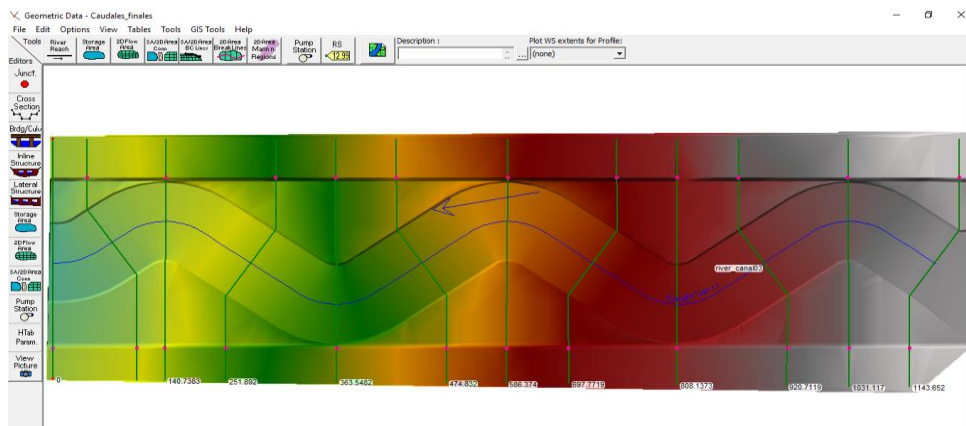 Geometric Data - Caudales_finales
File Edit Options View Tables Tools GIS Tools Help
Tools
Editors
River Reach
Storage Area
2D Flow Area
SA/2D Area Conn
SA/2D Area BC Lines
2D Area BreakLines
2D Area Mann n Regions
Pump Station
RS
12.99
Description :
...
Plot WS extents for Profile:
(none)
Junct.
Cross Section
Brdg/Culv
Inline Structure
Lateral Structure
Storage Area
2D Flow Area
SA/2D Area Conn
Pump Station
HTab Param.
View Picture
river_canal03
0
140.7383
251.892
363.5482
474.832
586.374
697.7719
808.1373
920.7119
1031.117
1143.652